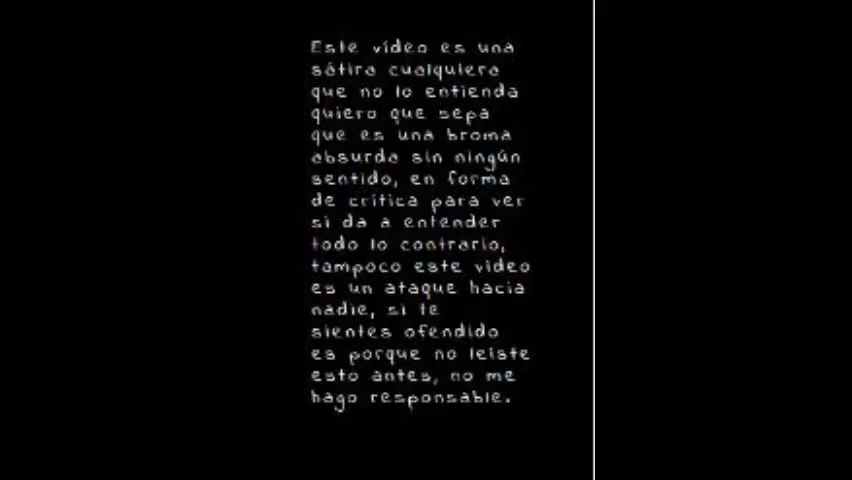 Este video es una
sátira cualquiera
que no lo entienda
quiero que sepa
que es una broma
absurda sin ningún
sentido, en forma
de crítica para ver
si da a entender
todo lo contrario,
tampoco este video
es un ataque hacia
nadie, si te
sientes ofendido
es porque no leiste
esto antes, no me
hago responsable.